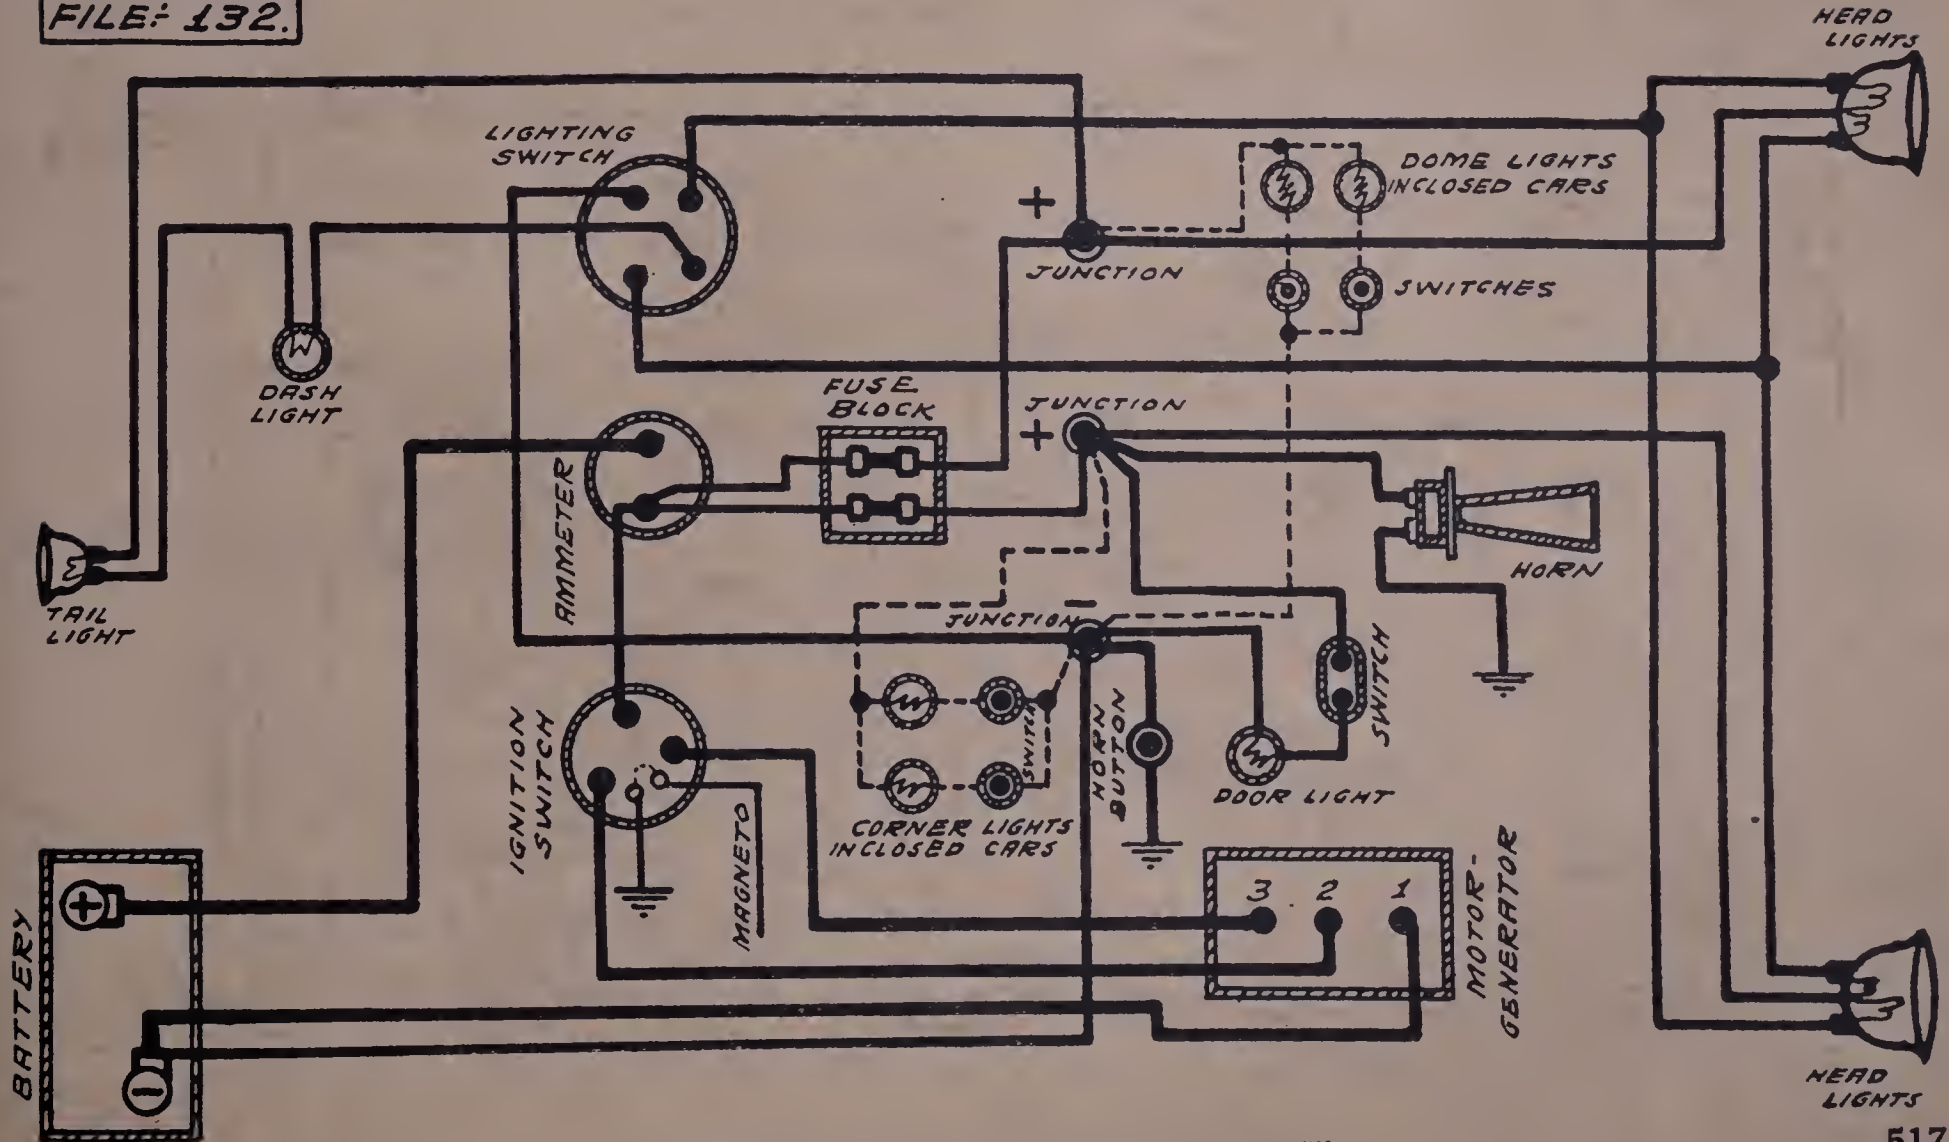 FILE:- 132.
HEAD
LIGHTS
LIGHTING
SWITCH
+
JUNCTION
DOME LIGHTS
INCLOSED CARS
SWITCHES
DASH
LIGHT
FUSE
BLOCK
JUNCTION
+
AMMETER
HORN
TAIL
LIGHT
JUNCTION
−
SWITCH
IGNITION
SWITCH
SWITCH
HORN
BUTTON
DOOR LIGHT
CORNER LIGHTS
INCLOSED CARS
MAGNETO
3 2 1
MOTOR-
GENERATOR
BATTERY
+
−
HEAD
LIGHTS
517